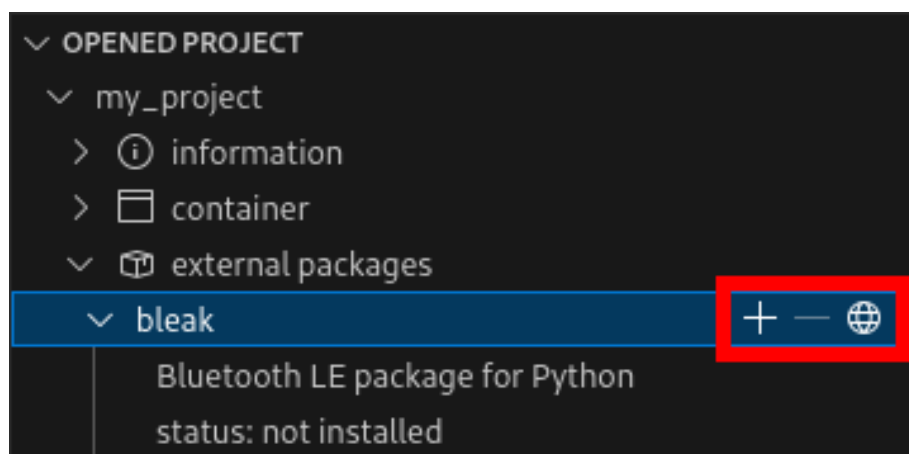 OPENED PROJECT
my_project
information
container
external packages
bleak
Bluetooth LE package for Python
status: not installed